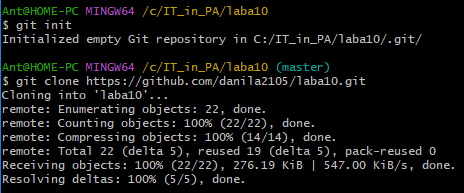 Ant@HOME-PC MINGW64 /c/IT_in_PA/laba10
$ git init
Initialized empty Git repository in C:/IT_in_PA/laba10/.git/
Ant@HOME-PC MINGW64 /c/IT_in_PA/laba10 (master)
$ git clone https://github.com/danila2105/laba10.git
Cloning into 'laba10'...
remote: Enumerating objects: 22, done.
remote: Counting objects: 100% (22/22), done.
remote: Compressing objects: 100% (14/14), done.
remote: Total 22 (delta 5), reused 19 (delta 5), pack-reused 0
Receiving objects: 100% (22/22), 276.19 KiB | 547.00 KiB/s, done.
Resolving deltas: 100% (5/5), done.